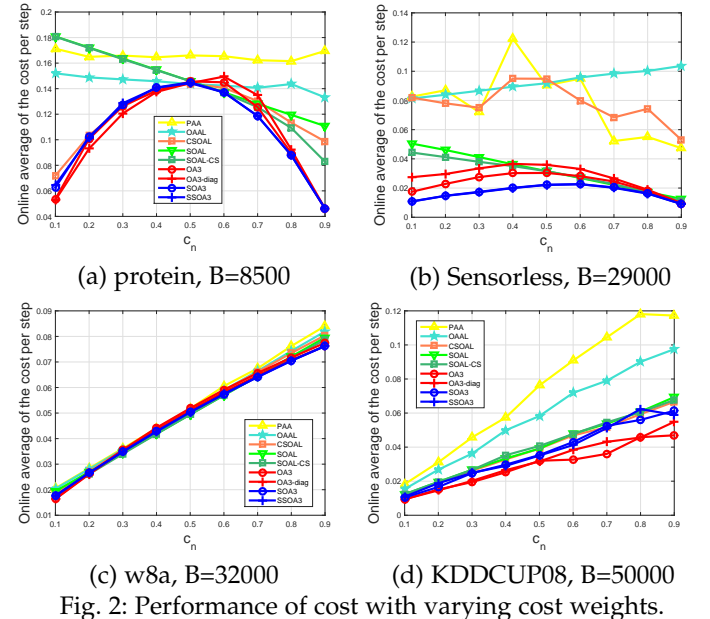 Online average of the cost per step
0.2
0.18
0.16
0.14
0.12
0.1
0.08
0.06
0.04
PAA
OAAL
CSOAL
SOAL
SOAL-CS
OA3
OA3-diag
SOA3
SSOA3
0.1 0.2 0.3 0.4 0.5 0.6 0.7 0.8 0.9
c_n
(a) protein, B=8500
Online average of the cost per step
0.14
0.12
0.1
0.08
0.06
0.04
0.02
0
PAA
OAAL
CSOAL
SOAL
SOAL-CS
OA3
OA3-diag
SOA3
SSOA3
0.1 0.2 0.3 0.4 0.5 0.6 0.7 0.8 0.9
c_n
(b) Sensorless, B=29000
Online average of the cost per step
0.09
0.08
0.07
0.06
0.05
0.04
0.03
0.02
0.01
PAA
OAAL
CSOAL
SOAL
SOAL-CS
OA3
OA3-diag
SOA3
SSOA3
0.1 0.2 0.3 0.4 0.5 0.6 0.7 0.8 0.9
c_n
(c) w8a, B=32000
Online average of the cost per step
0.12
0.1
0.08
0.06
0.04
0.02
0
PAA
OAAL
CSOAL
SOAL
SOAL-CS
OA3
OA3-diag
SOA3
SSOA3
0.1 0.2 0.3 0.4 0.5 0.6 0.7 0.8 0.9
c_n
(d) KDDCUP08, B=50000
Fig. 2: Performance of cost with varying cost weights.